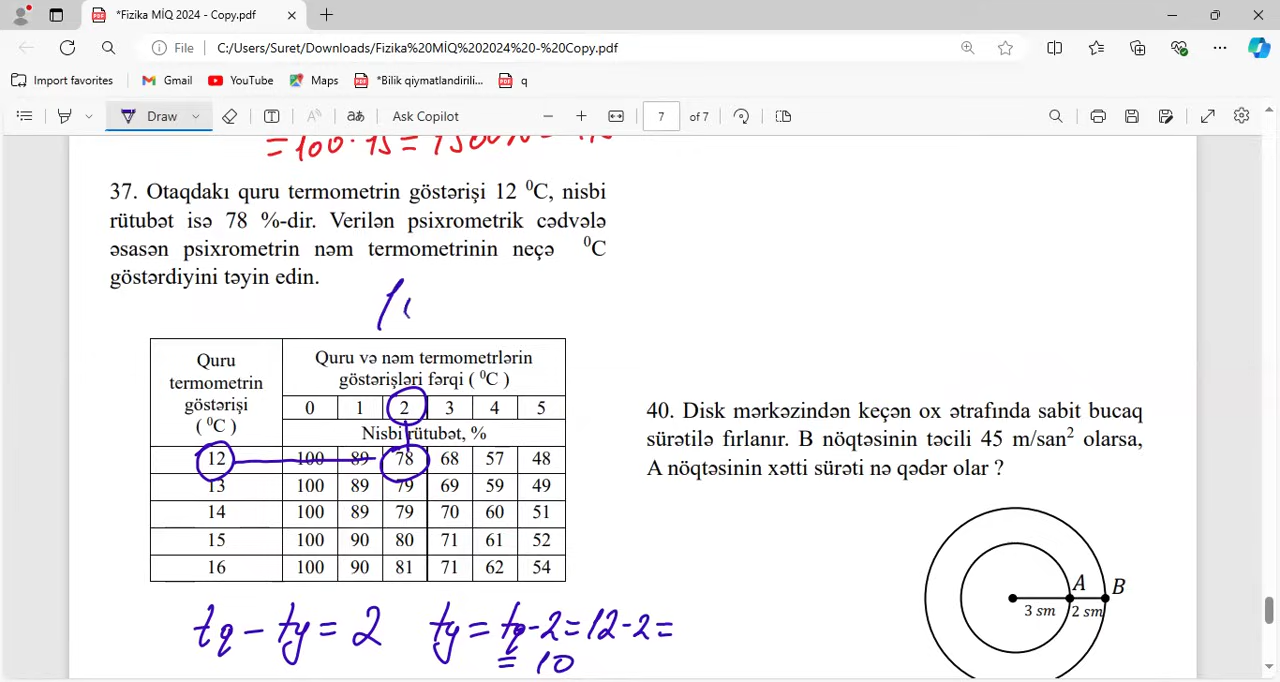 *Fizika MİQ 2024 - Copy.pdf
File C:/Users/Suret/Downloads/Fizika%20MİQ%202024%20-%20Copy.pdf
Import favorites Gmail YouTube Maps *Bilik qiymatlandirili... q
Draw Ask Copilot 7 of 7
= 100 · 75 = 7500
37. Otaqdakı quru termometrin göstərişi 12 ⁰C, nisbi
rütubət isə 78 %-dir. Verilən psixrometrik cədvələ
əsasən psixrometrin nəm termometrinin neçə ⁰C
göstərdiyini təyin edin.
Quru termometrin göstərişi ( ⁰C )
Quru və nəm termometrlərin
göstərişləri fərqi ( ⁰C )
0 1 2 3 4 5
Nisbi rütubət, %
12 100 89 78 68 57 48
13 100 89 79 69 59 49
14 100 89 79 70 60 51
15 100 90 80 71 61 52
16 100 90 81 71 62 54
tq - ty = 2 ty = tq - 2 = 12 - 2 =
= 10
40. Disk mərkəzindən keçən ox ətrafında sabit bucaq
sürətilə fırlanır. B nöqtəsinin təcili 45 m/san² olarsa,
A nöqtəsinin xətti sürəti nə qədər olar ?
A B
3 sm 2 sm